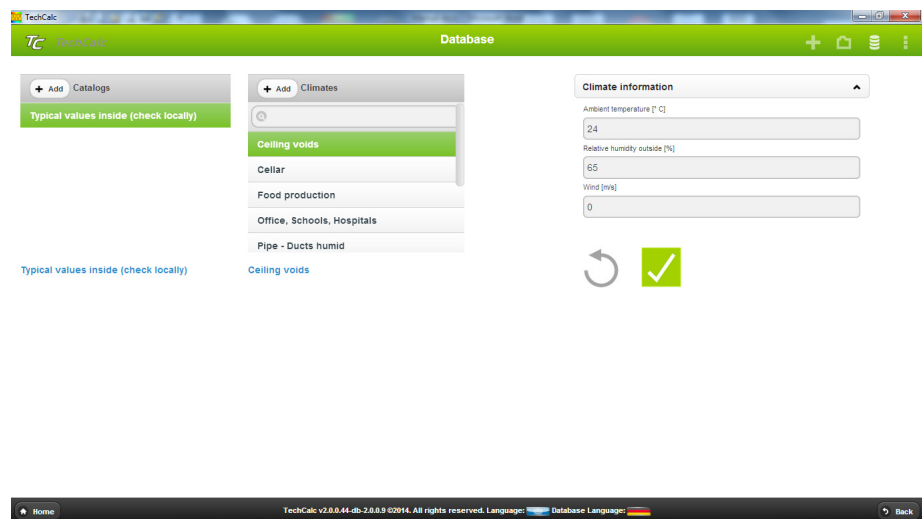 TechCalc
TC TechCalc
Database
+ Add Catalogs
Typical values inside (check locally)
Typical values inside (check locally)
+ Add Climates
Ceiling voids
Cellar
Food production
Office, Schools, Hospitals
Pipe - Ducts humid
Ceiling voids
Climate information
Ambient temperature [° C]
24
Relative humidity outside [%]
65
Wind [m/s]
0
Home
TechCalc v2.0.0.44-db-2.0.0.9 ©2014. All rights reserved. Language: Database Language:
Back